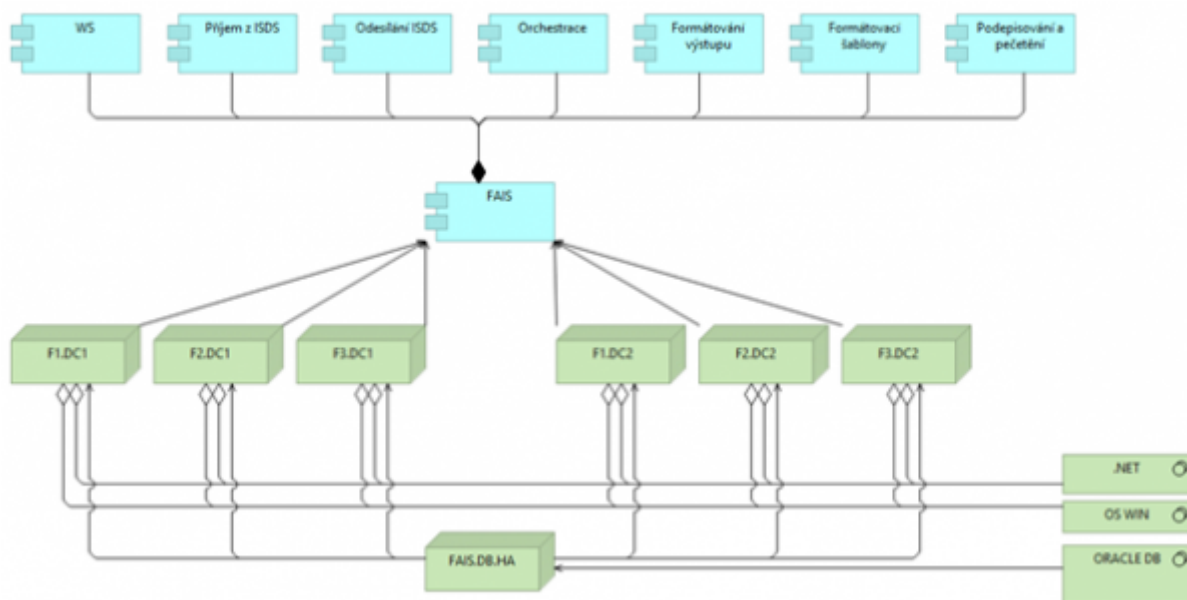 WS
Příjem z ISDS
Odesílání ISDS
Orchestrace
Formátování
výstupu
Formátovací
šablony
Podepisování a
pečetění
FAIS
F1.DC1
F2.DC1
F3.DC1
F1.DC2
F2.DC2
F3.DC2
.NET
OS WIN
ORACLE DB
FAIS.DB.HA